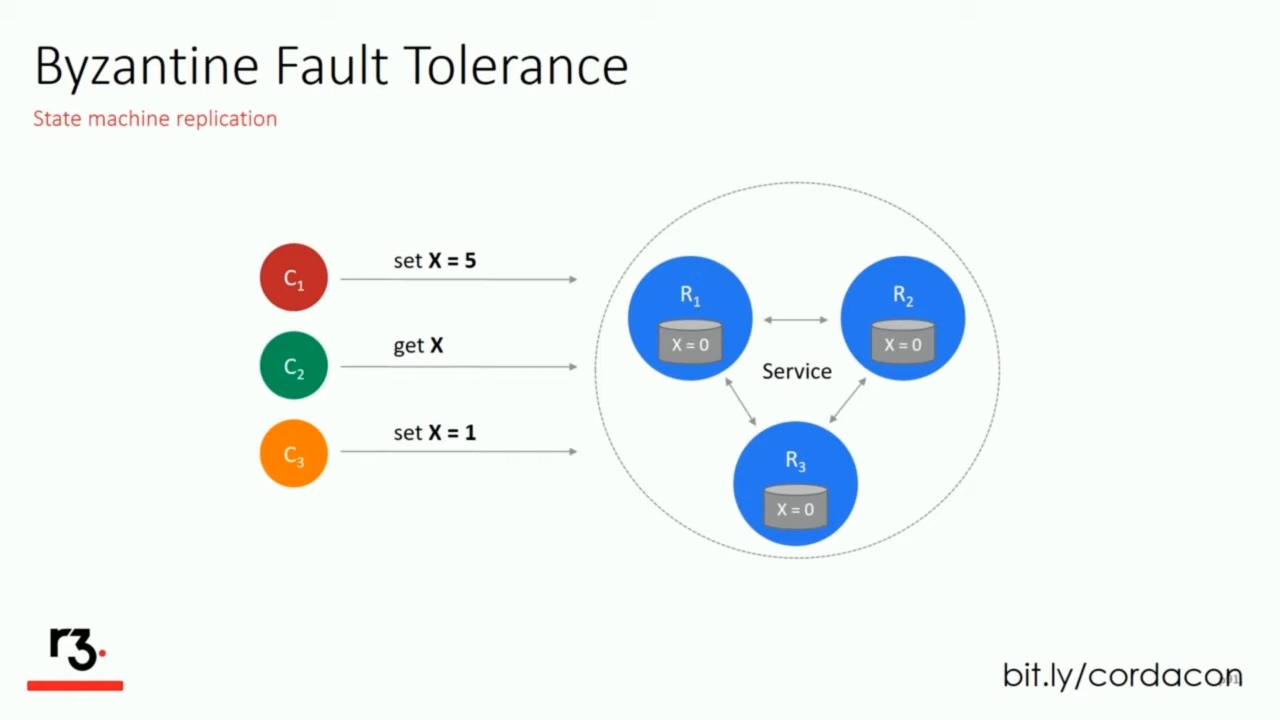 Byzantine Fault Tolerance
State machine replication
C1
set X = 5
C2
get X
C3
set X = 1
R1
X = 0
R2
X = 0
Service
R3
X = 0
r3.
bit.ly/cordacon